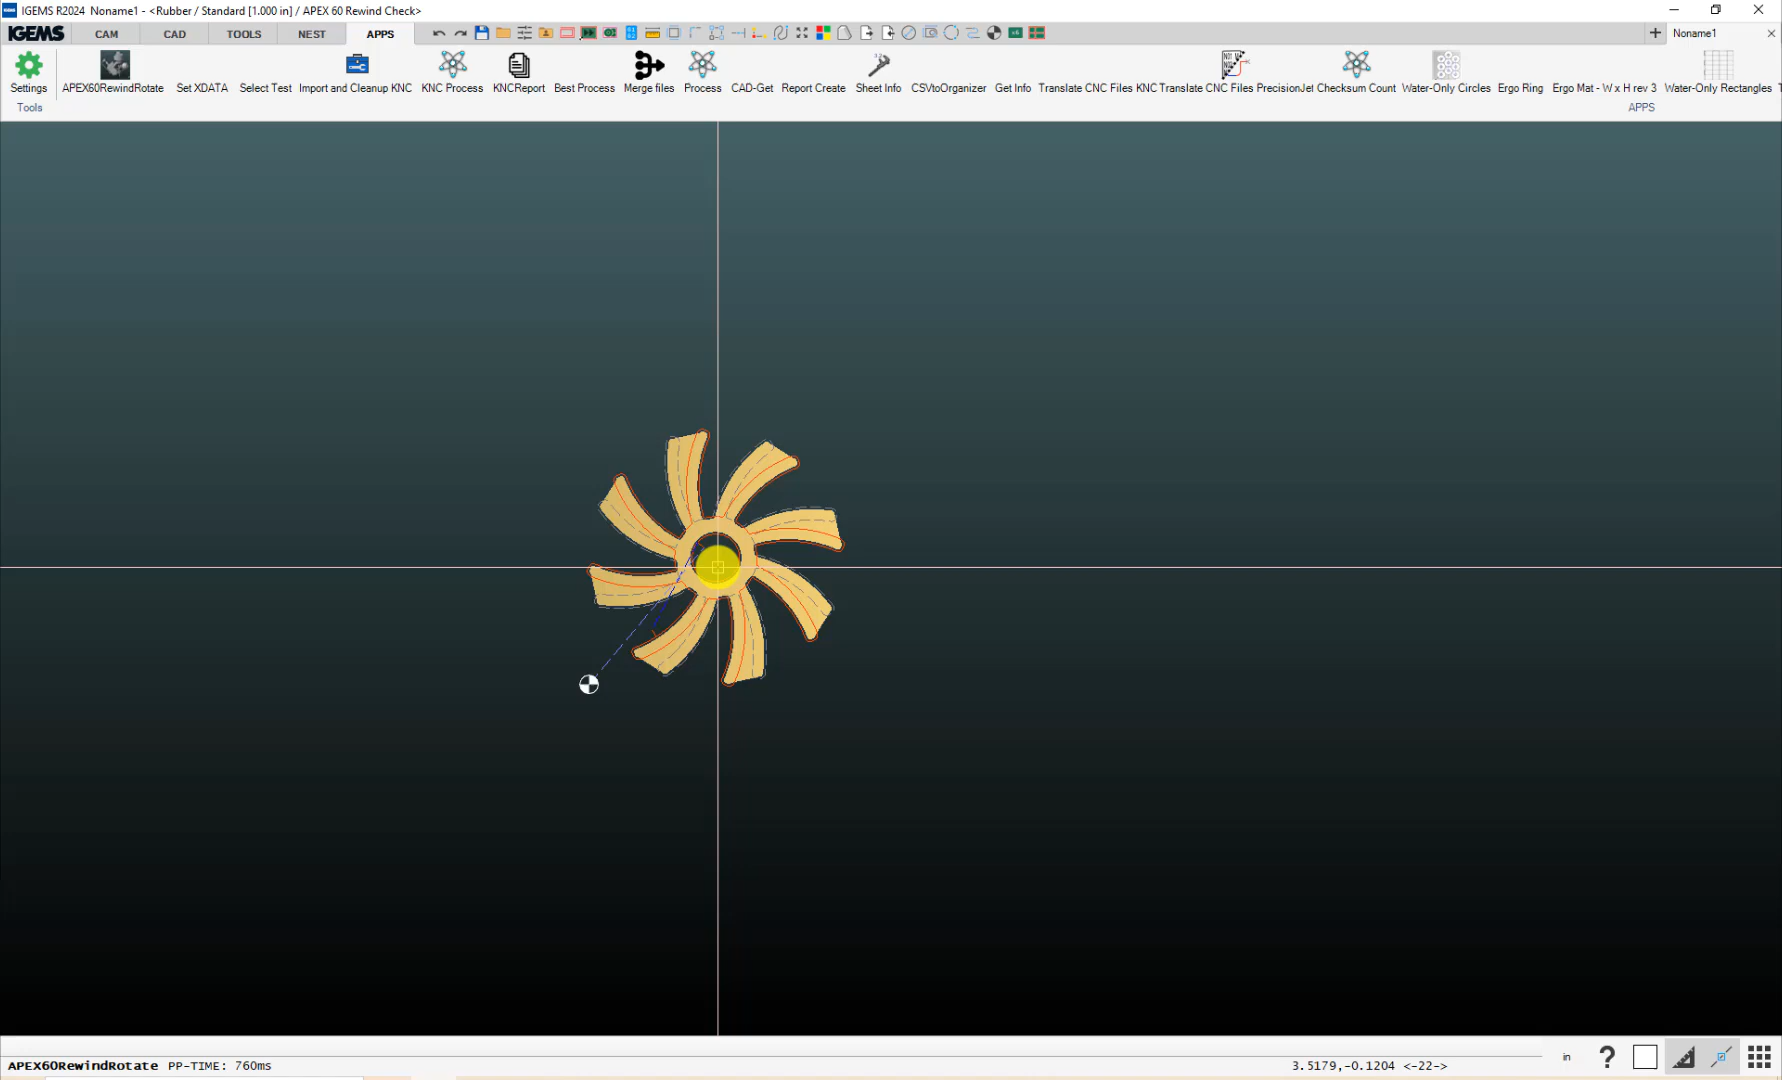 IGEMS R2024 Noname1 - <Rubber / Standard [1.000 in] / APEX 60 Rewind Check>
IGEMS CAM CAD TOOLS NEST APPS Noname1
Settings APEX60RewindRotate Set XDATA Select Test Import and Cleanup KNC KNC Process KNCReport Best Process Merge files Process CAD-Get Report Create Sheet Info CSVtoOrganizer Get Info Translate CNC Files KNC Translate CNC Files PrecisionJet Checksum Count Water-Only Circles Ergo Ring Ergo Mat - W x H rev 3 Water-Only Rectangles
Tools APPS
APEX60RewindRotate PP-TIME: 760ms 3.5179,-0.1204 <-22-> in ?